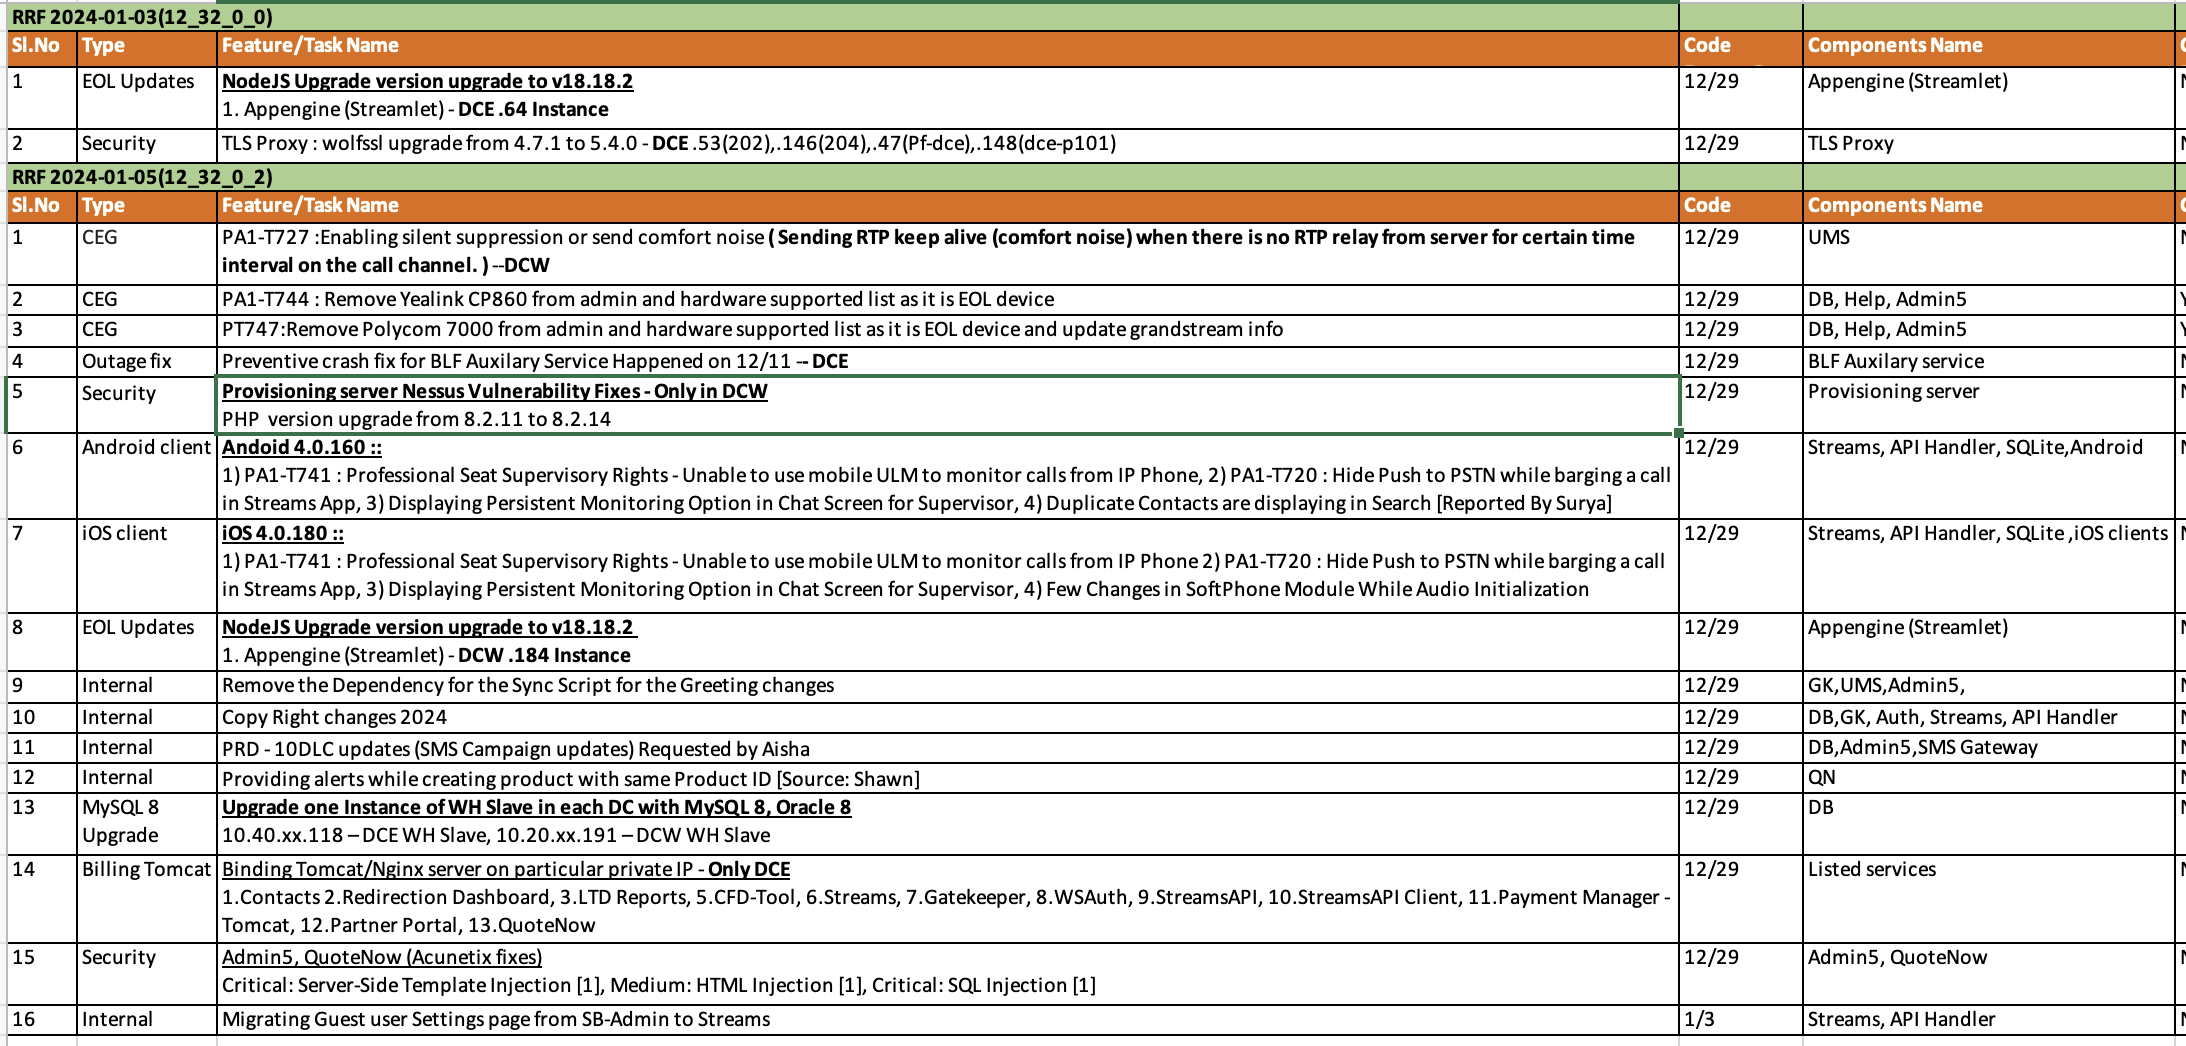 RRF 2024-01-03(12_32_0_0)
Sl.No Type Feature/Task Name Code Components Name
1 EOL Updates NodeJS Upgrade version upgrade to v18.18.2 12/29 Appengine (Streamlet)
1. Appengine (Streamlet) - DCE .64 Instance
2 Security TLS Proxy : wolfssl upgrade from 4.7.1 to 5.4.0 - DCE .53(202),.146(204),.47(Pf-dce),.148(dce-p101) 12/29 TLS Proxy
RRF 2024-01-05(12_32_0_2)
Sl.No Type Feature/Task Name Code Components Name
1 CEG PA1-T727 :Enabling silent suppression or send comfort noise ( Sending RTP keep alive (comfort noise) when there is no RTP relay from server for certain time 12/29 UMS
interval on the call channel. ) --DCW
2 CEG PA1-T744 : Remove Yealink CP860 from admin and hardware supported list as it is EOL device 12/29 DB, Help, Admin5
3 CEG PT747:Remove Polycom 7000 from admin and hardware supported list as it is EOL device and update grandstream info 12/29 DB, Help, Admin5
4 Outage fix Preventive crash fix for BLF Auxilary Service Happened on 12/11 -- DCE 12/29 BLF Auxilary service
5 Security Provisioning server Nessus Vulnerability Fixes - Only in DCW 12/29 Provisioning server
PHP  version upgrade from 8.2.11 to 8.2.14
6 Android client Andoid 4.0.160 :: 12/29 Streams, API Handler, SQLite,Android
1) PA1-T741 : Professional Seat Supervisory Rights - Unable to use mobile ULM to monitor calls from IP Phone, 2) PA1-T720 : Hide Push to PSTN while barging a call
in Streams App, 3) Displaying Persistent Monitoring Option in Chat Screen for Supervisor, 4) Duplicate Contacts are displaying in Search [Reported By Surya]
7 iOS client iOS 4.0.180 :: 12/29 Streams, API Handler, SQLite ,iOS clients
1) PA1-T741 : Professional Seat Supervisory Rights - Unable to use mobile ULM to monitor calls from IP Phone 2) PA1-T720 : Hide Push to PSTN while barging a call
in Streams App, 3) Displaying Persistent Monitoring Option in Chat Screen for Supervisor, 4) Few Changes in SoftPhone Module While Audio Initialization
8 EOL Updates NodeJS Upgrade version upgrade to v18.18.2 12/29 Appengine (Streamlet)
1. Appengine (Streamlet) - DCW .184 Instance
9 Internal Remove the Dependency for the Sync Script for the Greeting changes 12/29 GK,UMS,Admin5,
10 Internal Copy Right changes 2024 12/29 DB,GK, Auth, Streams, API Handler
11 Internal PRD - 10DLC updates (SMS Campaign updates) Requested by Aisha 12/29 DB,Admin5,SMS Gateway
12 Internal Providing alerts while creating product with same Product ID [Source: Shawn] 12/29 QN
13 MySQL 8 Upgrade one Instance of WH Slave in each DC with MySQL 8, Oracle 8 12/29 DB
Upgrade 10.40.xx.118 – DCE WH Slave, 10.20.xx.191 – DCW WH Slave
14 Billing Tomcat Binding Tomcat/Nginx server on particular private IP - Only DCE 12/29 Listed services
1.Contacts 2.Redirection Dashboard, 3.LTD Reports, 5.CFD-Tool, 6.Streams, 7.Gatekeeper, 8.WSAuth, 9.StreamsAPI, 10.StreamsAPI Client, 11.Payment Manager -
Tomcat, 12.Partner Portal, 13.QuoteNow
15 Security Admin5, QuoteNow (Acunetix fixes) 12/29 Admin5, QuoteNow
Critical: Server-Side Template Injection [1], Medium: HTML Injection [1], Critical: SQL Injection [1]
16 Internal Migrating Guest user Settings page from SB-Admin to Streams 1/3 Streams, API Handler